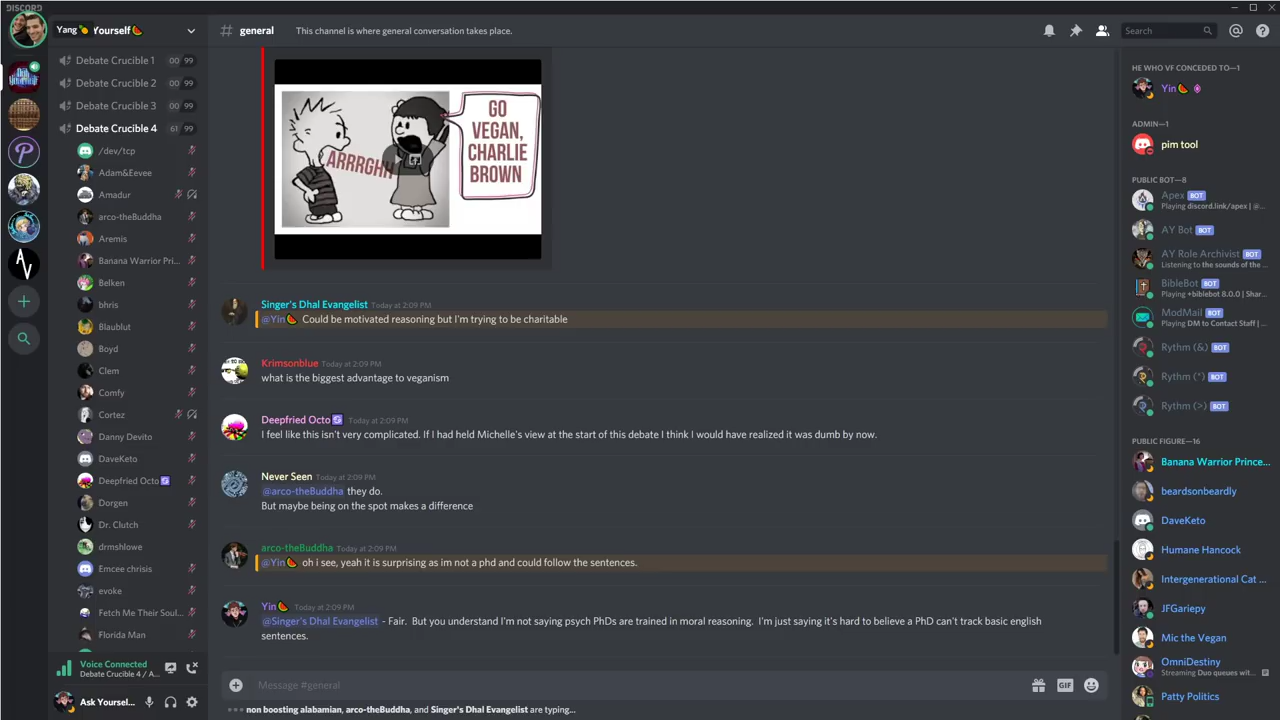 DISCORD
Yang Yourself
Debate Crucible 1 00 99
Debate Crucible 2 00 99
Debate Crucible 3 00 99
Debate Crucible 4 61 99
/dev/tcp
Adam&Eevee
Amadur
arco-theBuddha
Aremis
Banana Warrior Pri...
Belken
bhris
Blaublut
Boyd
Clem
Comfy
Cortez
Danny Devito
DaveKeto
Deepfried Octo
Dorgen
Dr. Clutch
drmshlowe
Emcee chrisis
evoke
Fetch Me Their Soul...
Florida Man
Voice Connected
Debate Crucible 4 / A...
Ask Yoursel...
# general This channel is where general conversation takes place.
Search
ARRRGHH
GO
VEGAN,
CHARLIE
BROWN
Singer's Dhal Evangelist Today at 2:09 PM
@Yin Could be motivated reasoning but I'm trying to be charitable
Krimsonblue Today at 2:09 PM
what is the biggest advantage to veganism
Deepfried Octo Today at 2:09 PM
I feel like this isn't very complicated. If I had held Michelle's view at the start of this debate I think I would have realized it was dumb by now.
Never Seen Today at 2:09 PM
@arco-theBuddha they do.
But maybe being on the spot makes a difference
arco-theBuddha Today at 2:09 PM
@Yin oh i see, yeah it is surprising as im not a phd and could follow the sentences.
Yin Today at 2:09 PM
@Singer's Dhal Evangelist - Fair. But you understand I'm not saying psych PhDs are trained in moral reasoning. I'm just saying it's hard to believe a PhD can't track basic english
sentences.
Message #general
GIF
non boosting alabamian, arco-theBuddha, and Singer's Dhal Evangelist are typing...
HE WHO VF CONCEDED TO—1
Yin
ADMIN—1
pim tool
PUBLIC BOT—8
Apex BOT
Playing discord.link/apex | @...
AY Bot BOT
AY Role Archivist BOT
Listening to the sounds of the ...
BibleBot BOT
Playing +biblebot 8.0.0 | Shar...
ModMail BOT
Playing DM to Contact Staff | ...
Rythm (&) BOT
Rythm (*) BOT
Rythm (>) BOT
PUBLIC FIGURE—16
Banana Warrior Prince...
beardsonbeardly
DaveKeto
Humane Hancock
Intergenerational Cat ...
JFGariepy
Mic the Vegan
OmniDestiny
Streaming Duo queues wit...
Patty Politics